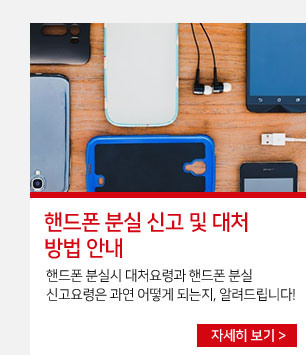 핸드폰 분실 신고 및 대처
방법 안내
핸드폰 분실시 대처요령과 핸드폰 분실
신고요령은 과연 어떻게 되는지, 알려드립니다!
자세히 보기 >